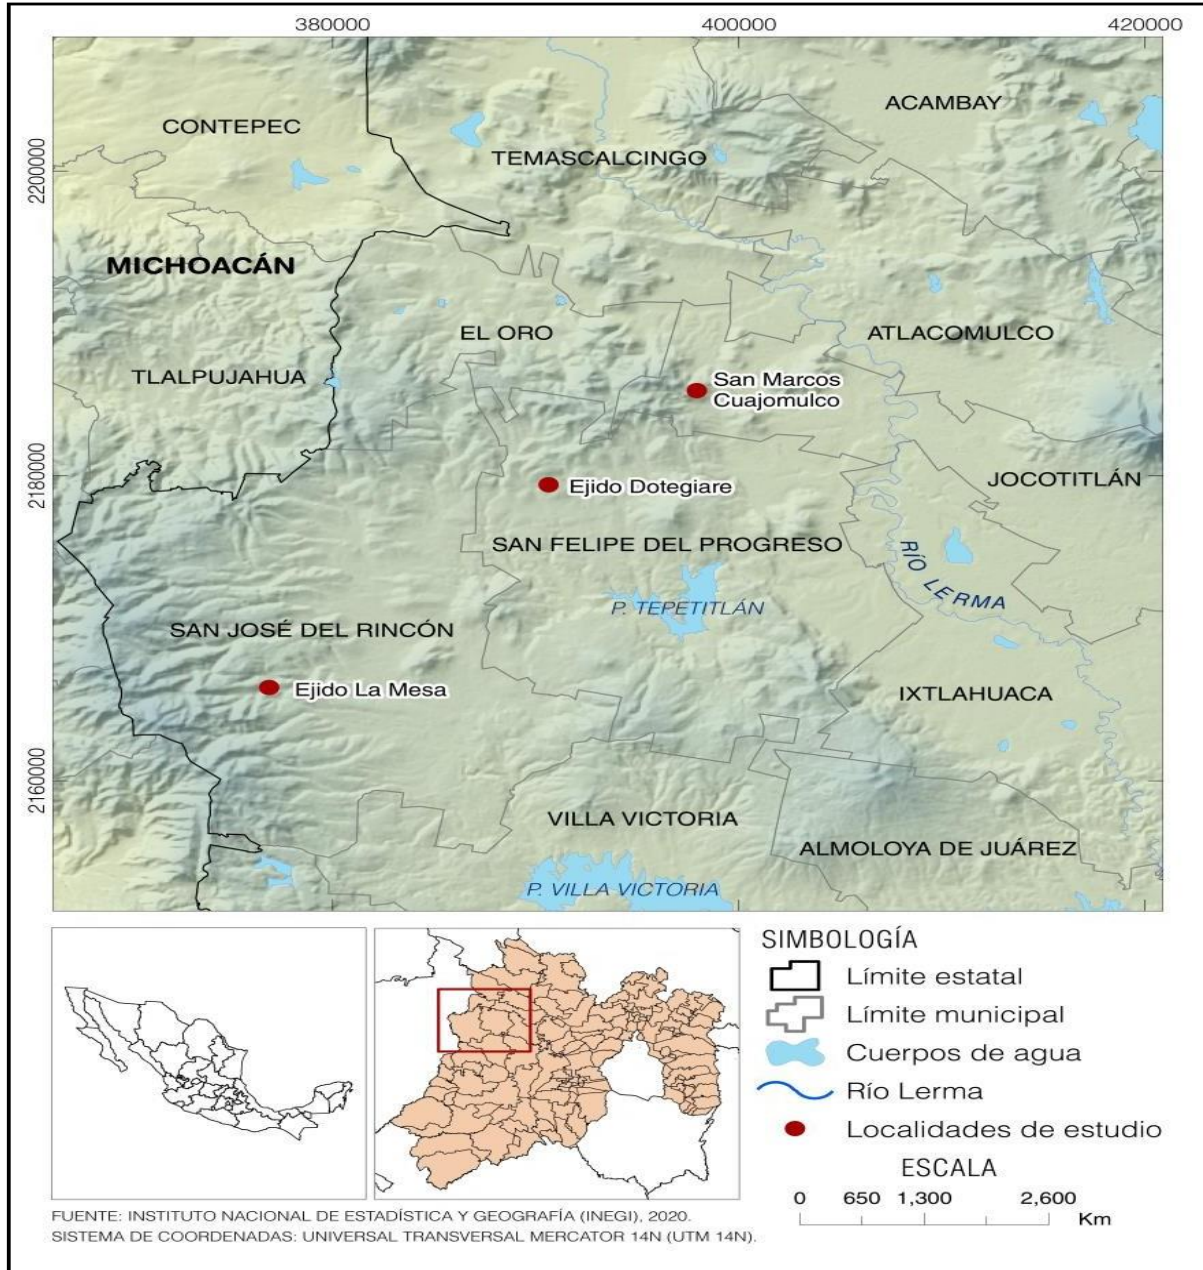 380000
400000
420000
ACAMBAY
CONTEPEC
TEMASCALCINGO
2200000
MICHOACÁN
EL ORO
ATLACOMULCO
TLALPUJAHUA
San Marcos
Cuajomulco
2180000
Ejido Dotegiare
JOCOTITLÁN
SAN FELIPE DEL PROGRESO
RÍO LERMA
P. TEPETITLÁN
SAN JOSÉ DEL RINCÓN
Ejido La Mesa
IXTLAHUACA
2160000
VILLA VICTORIA
ALMOLOYA DE JUÁREZ
P. VILLA VICTORIA
SIMBOLOGÍA
Límite estatal
Límite municipal
Cuerpos de agua
Río Lerma
Localidades de estudio
ESCALA
0 650 1,300 2,600
Km
FUENTE: INSTITUTO NACIONAL DE ESTADÍSTICA Y GEOGRAFÍA (INEGI), 2020.
SISTEMA DE COORDENADAS: UNIVERSAL TRANSVERSAL MERCATOR 14N (UTM 14N).